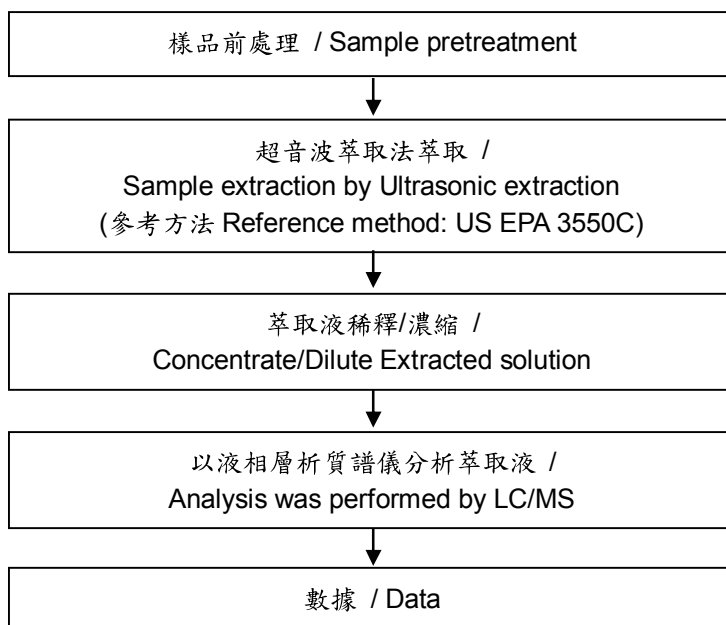 樣品前處理 / Sample pretreatment
超音波萃取法萃取 /
Sample extraction by Ultrasonic extraction
(參考方法 Reference method: US EPA 3550C)
萃取液稀釋/濃縮 /
Concentrate/Dilute Extracted solution
以液相層析質譜儀分析萃取液 /
Analysis was performed by LC/MS
數據 / Data